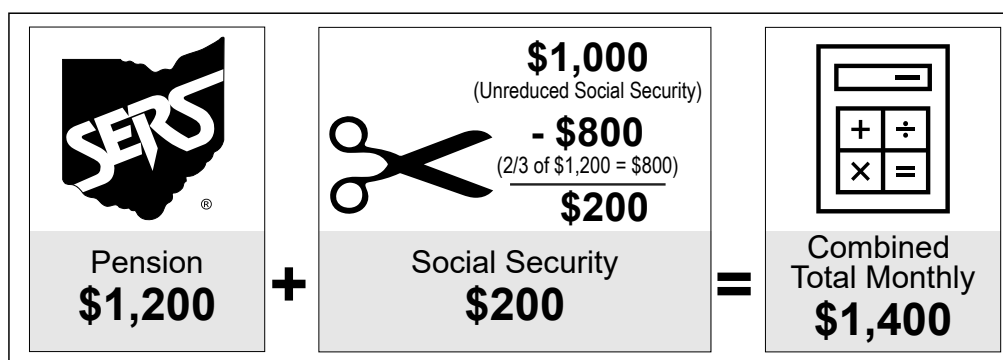 SERS
®
Pension
$1,200
+
$1,000
(Unreduced Social Security)
- $800
(2/3 of $1,200 = $800)
$200
Social Security
$200
=
+ ÷
× =
Combined
Total Monthly
$1,400